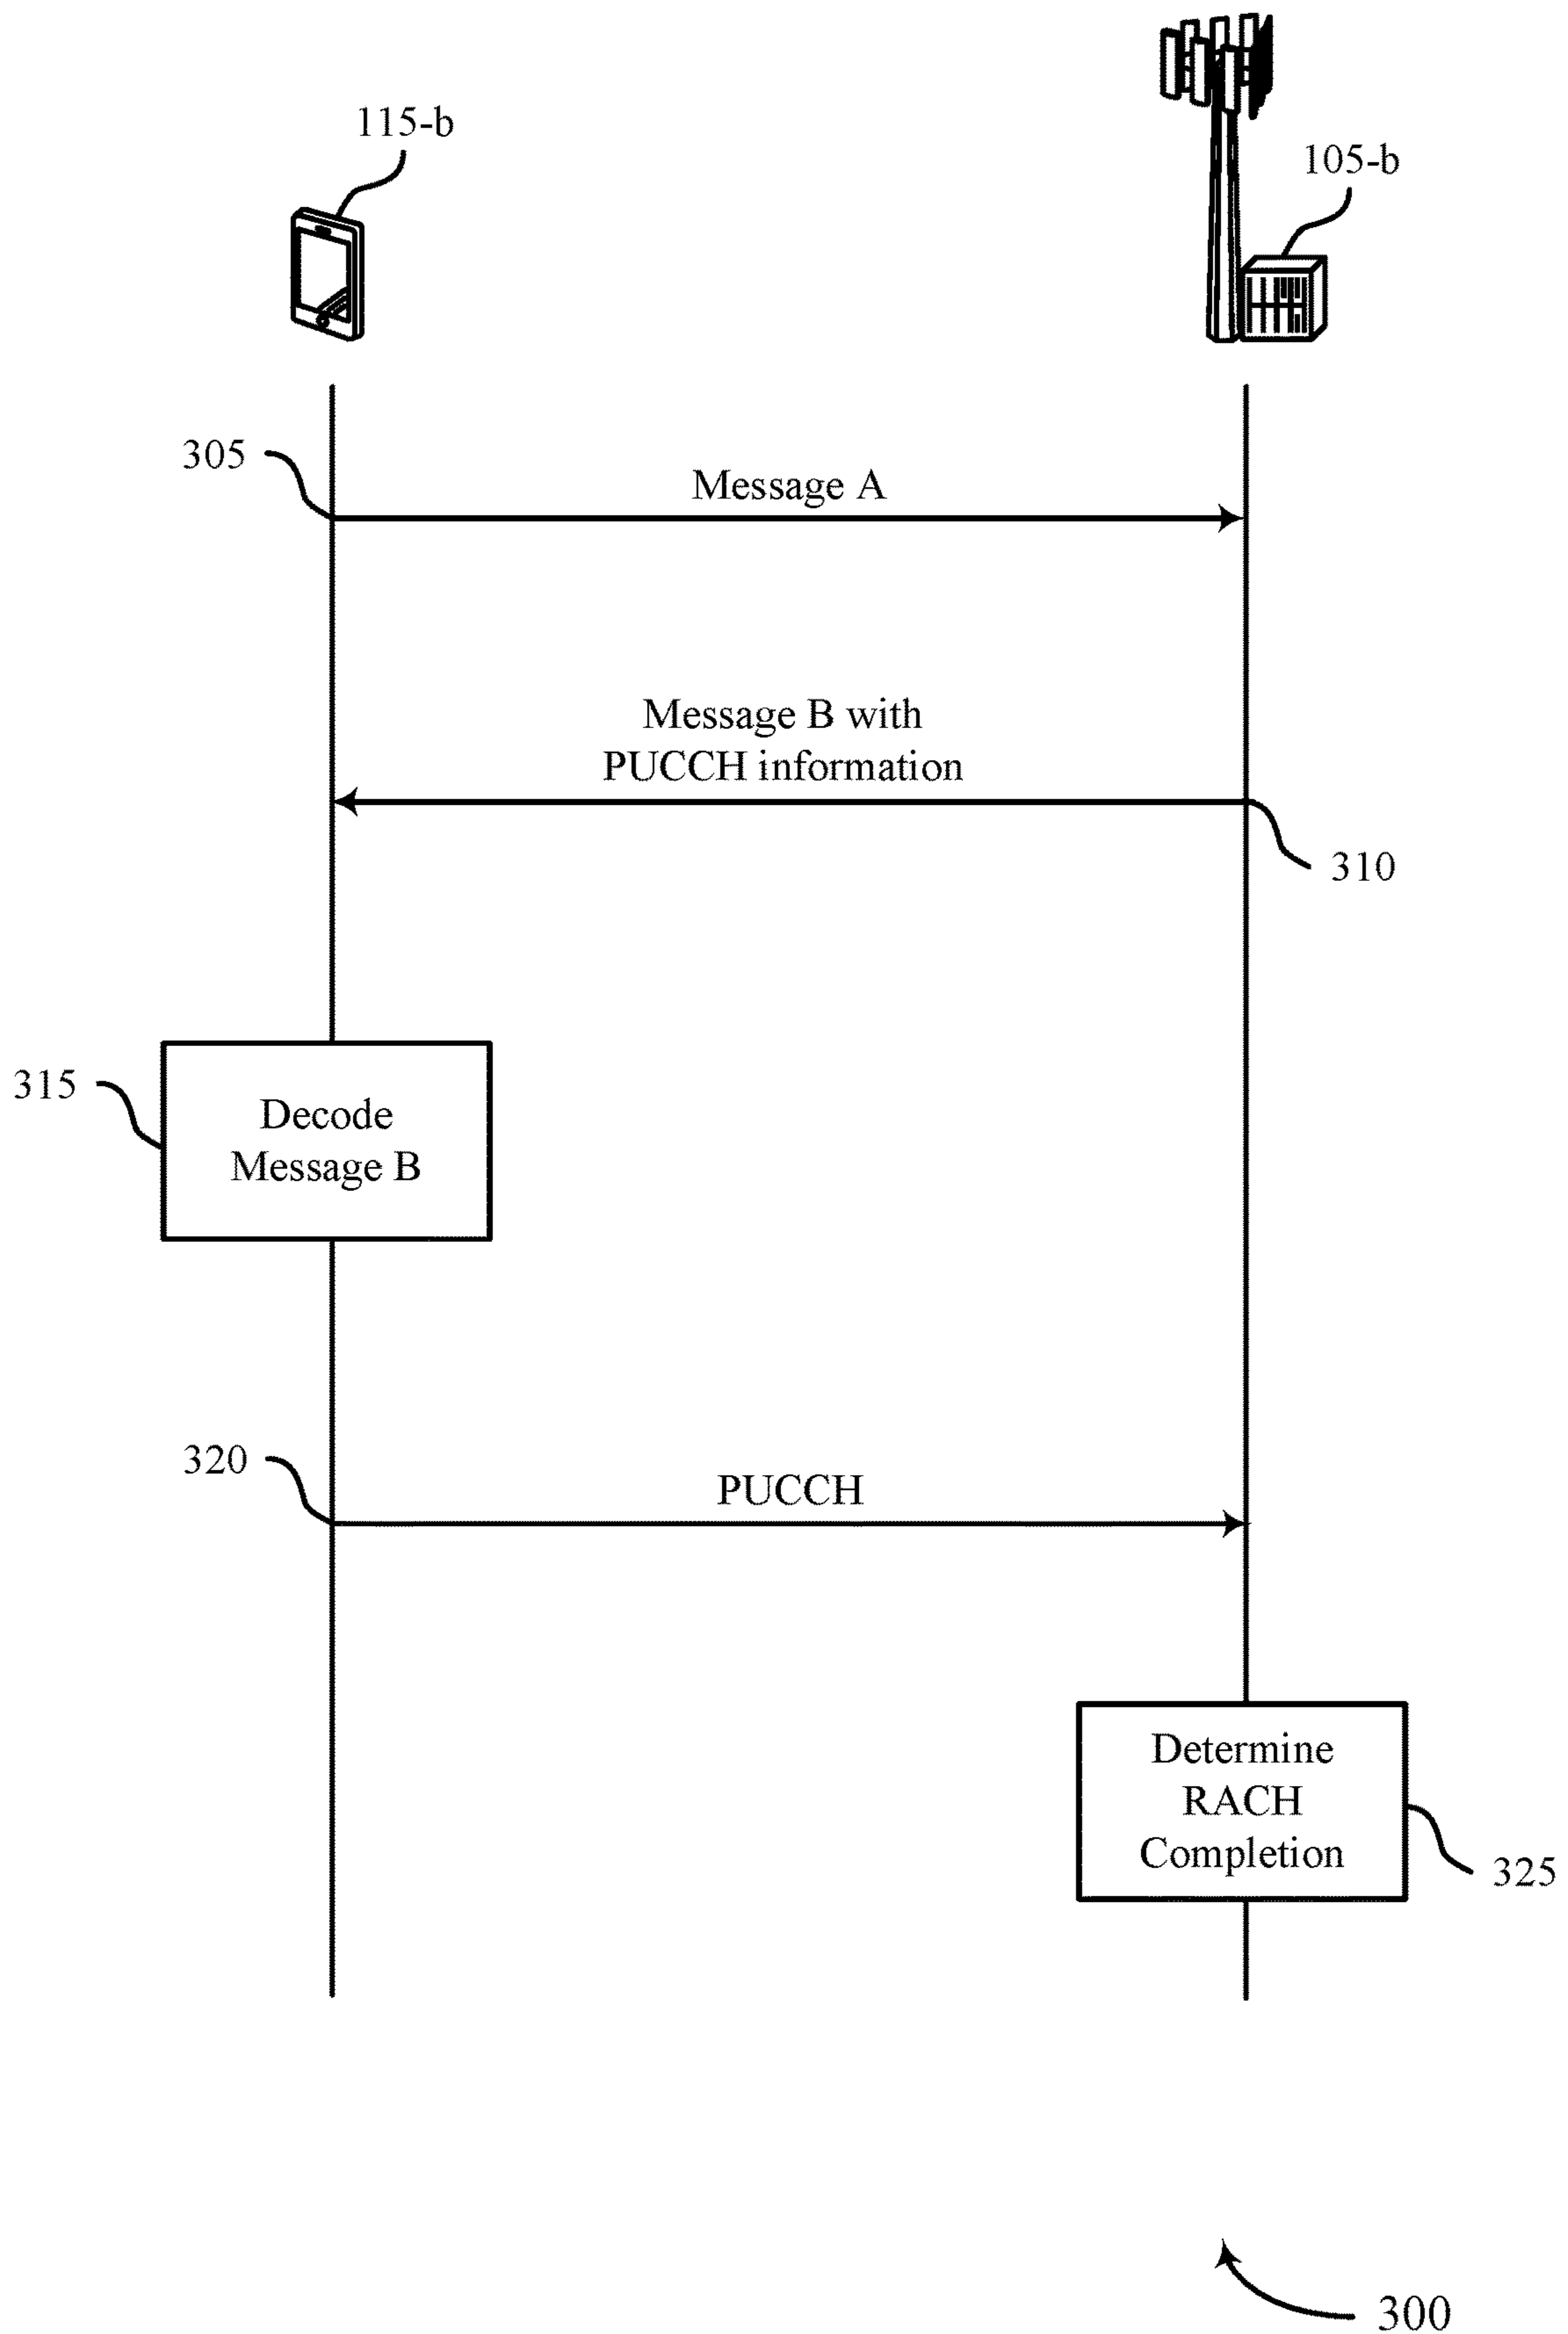 115-b
105-b
305
Message A
Message B with
PUCCH information
310
315
Decode
Message B
320
PUCCH
Determine
RACH
Completion
325
300